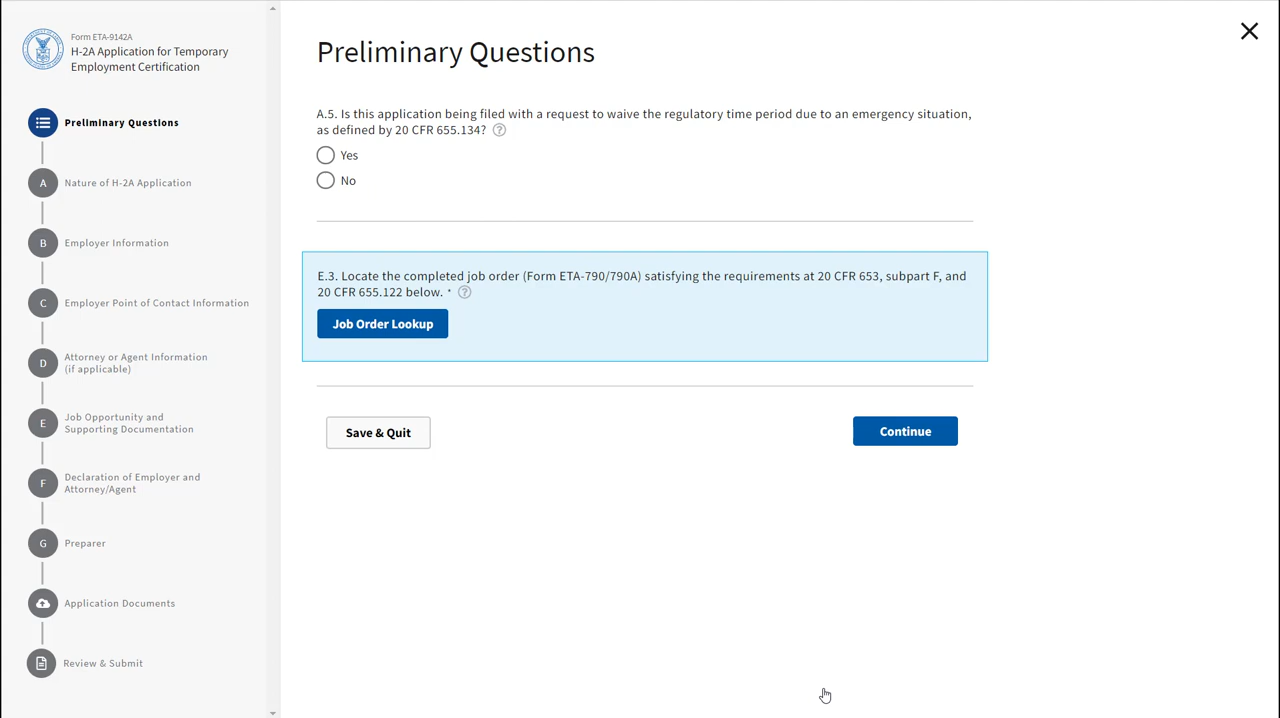 Form ETA-9142A
H-2A Application for Temporary
Employment Certification
Preliminary Questions
A
Nature of H-2A Application
B
Employer Information
C
Employer Point of Contact Information
D
Attorney or Agent Information
(if applicable)
E
Job Opportunity and
Supporting Documentation
F
Declaration of Employer and
Attorney/Agent
G
Preparer
Application Documents
Review & Submit
Preliminary Questions
A.5. Is this application being filed with a request to waive the regulatory time period due to an emergency situation,
as defined by 20 CFR 655.134? ?
Yes
No
E.3. Locate the completed job order (Form ETA-790/790A) satisfying the requirements at 20 CFR 653, subpart F, and
20 CFR 655.122 below. * ?
Job Order Lookup
Save & Quit
Continue